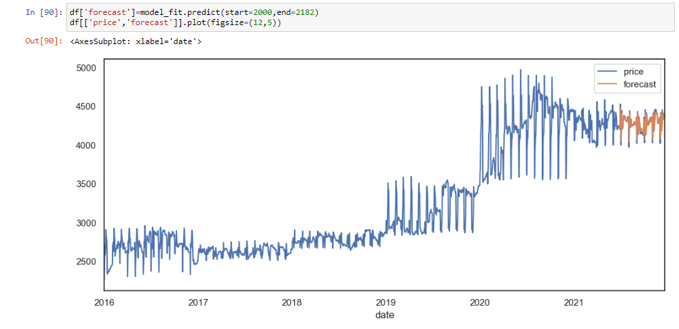 In [90]: df['forecast']=model_fit.predict(start=2000,end=2182)
df[['price','forecast']].plot(figsize=(12,5))
Out[90]: <AxesSubplot: xlabel='date'>
price
forecast
5000
4500
4000
3500
3000
2500
2016 2017 2018 2019 2020 2021
date